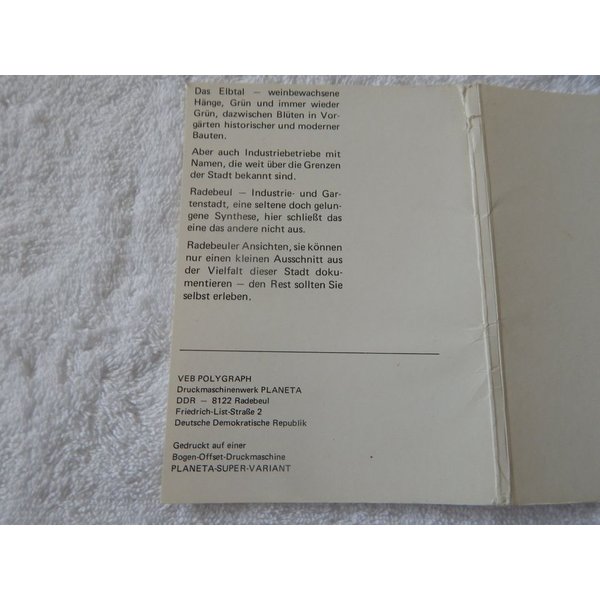 Das Elbtal — weinbewachsene
Hänge, Grün und immer wieder
Grün, dazwischen Blüten in Vor-
gärten historischer und moderner
Bauten.
Aber auch Industriebetriebe mit
Namen, die weit über die Grenzen
der Stadt bekannt sind.
Radebeul — Industrie- und Gar-
tenstadt, eine seltene doch gelun-
gene Synthese, hier schließt das
eine das andere nicht aus.
Radebeuler Ansichten, sie können
nur einen kleinen Ausschnitt aus
der Vielfalt dieser Stadt doku-
mentieren — den Rest sollten Sie
selbst erleben.
VEB POLYGRAPH
Druckmaschinenwerk PLANETA
DDR — 8122 Radebeul
Friedrich-List-Straße 2
Deutsche Demokratische Republik
Gedruckt auf einer
Bogen-Offset-Druckmaschine
PLANETA-SUPER-VARIANT